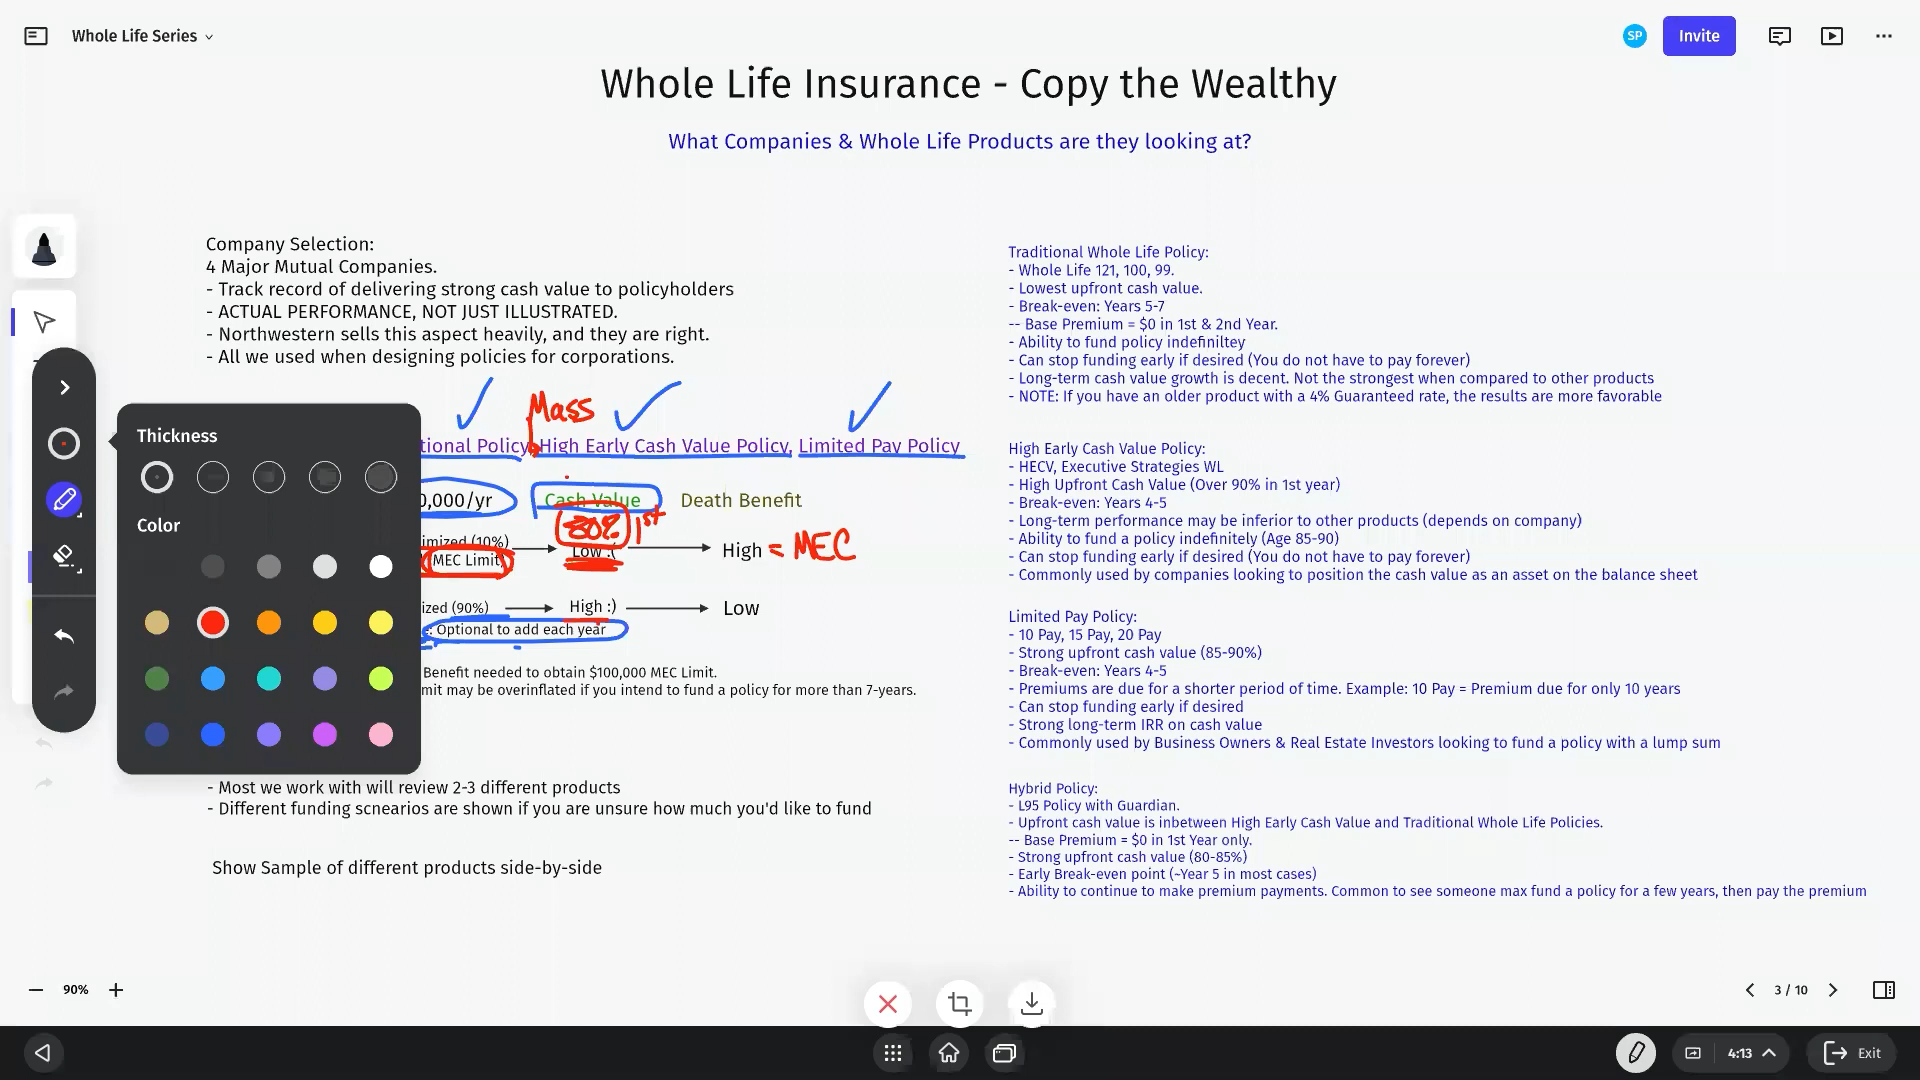 Whole Life Series
SP
Invite
Whole Life Insurance - Copy the Wealthy
What Companies & Whole Life Products are they looking at?
Company Selection:
4 Major Mutual Companies.
- Track record of delivering strong cash value to policyholders
- ACTUAL PERFORMANCE, NOT JUST ILLUSTRATED.
- Northwestern sells this aspect heavily, and they are right.
- All we used when designing policies for corporations.
Mass
tional Policy, High Early Cash Value Policy, Limited Pay Policy
0,000/yr Cash Value Death Benefit
80% 1st
imized (10%) Low :( High = MEC
MEC Limit
ized (90%) High :) Low
: Optional to add each year
Benefit needed to obtain $100,000 MEC Limit.
mit may be overinflated if you intend to fund a policy for more than 7-years.
- Most we work with will review 2-3 different products
- Different funding scnearios are shown if you are unsure how much you'd like to fund
Show Sample of different products side-by-side
Thickness
Color
Traditional Whole Life Policy:
- Whole Life 121, 100, 99.
- Lowest upfront cash value.
- Break-even: Years 5-7
-- Base Premium = $0 in 1st & 2nd Year.
- Ability to fund policy indefiniltey
- Can stop funding early if desired (You do not have to pay forever)
- Long-term cash value growth is decent. Not the strongest when compared to other products
- NOTE: If you have an older product with a 4% Guaranteed rate, the results are more favorable
High Early Cash Value Policy:
- HECV, Executive Strategies WL
- High Upfront Cash Value (Over 90% in 1st year)
- Break-even: Years 4-5
- Long-term performance may be inferior to other products (depends on company)
- Ability to fund a policy indefinitely (Age 85-90)
- Can stop funding early if desired (You do not have to pay forever)
- Commonly used by companies looking to position the cash value as an asset on the balance sheet
Limited Pay Policy:
- 10 Pay, 15 Pay, 20 Pay
- Strong upfront cash value (85-90%)
- Break-even: Years 4-5
- Premiums are due for a shorter period of time. Example: 10 Pay = Premium due for only 10 years
- Can stop funding early if desired
- Strong long-term IRR on cash value
- Commonly used by Business Owners & Real Estate Investors looking to fund a policy with a lump sum
Hybrid Policy:
- L95 Policy with Guardian.
- Upfront cash value is inbetween High Early Cash Value and Traditional Whole Life Policies.
-- Base Premium = $0 in 1st Year only.
- Strong upfront cash value (80-85%)
- Early Break-even point (~Year 5 in most cases)
- Ability to continue to make premium payments. Common to see someone max fund a policy for a few years, then pay the premium
90%
3 / 10
4:13
Exit